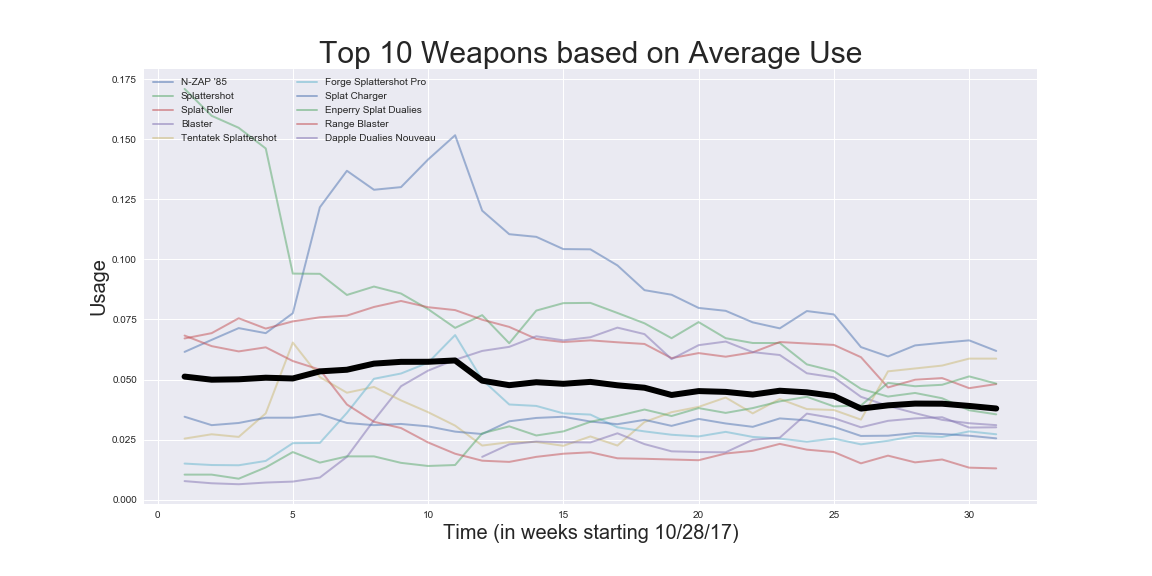 Top 10 Weapons based on Average Use
N-ZAP '85
Splattershot
Splat Roller
Blaster
Tentatek Splattershot
Forge Splattershot Pro
Splat Charger
Enperry Splat Dualies
Range Blaster
Dapple Dualies Nouveau
Usage
0.175
0.150
0.125
0.100
0.075
0.050
0.025
0.000
0 5 10 15 20 25 30
Time (in weeks starting 10/28/17)